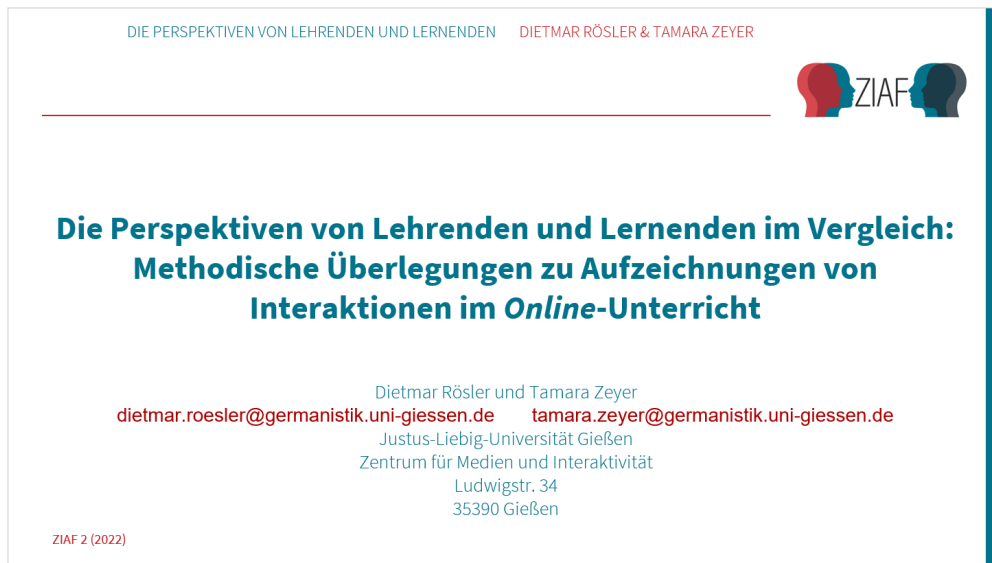 DIE PERSPEKTIVEN VON LEHRENDEN UND LERNENDEN DIETMAR RÖSLER & TAMARA ZEYER
ZIAF
Die Perspektiven von Lehrenden und Lernenden im Vergleich:
Methodische Überlegungen zu Aufzeichnungen von
Interaktionen im Online-Unterricht
Dietmar Rösler und Tamara Zeyer
dietmar.roesler@germanistik.uni-giessen.de tamara.zeyer@germanistik.uni-giessen.de
Justus-Liebig-Universität Gießen
Zentrum für Medien und Interaktivität
Ludwigstr. 34
35390 Gießen
ZIAF 2 (2022)